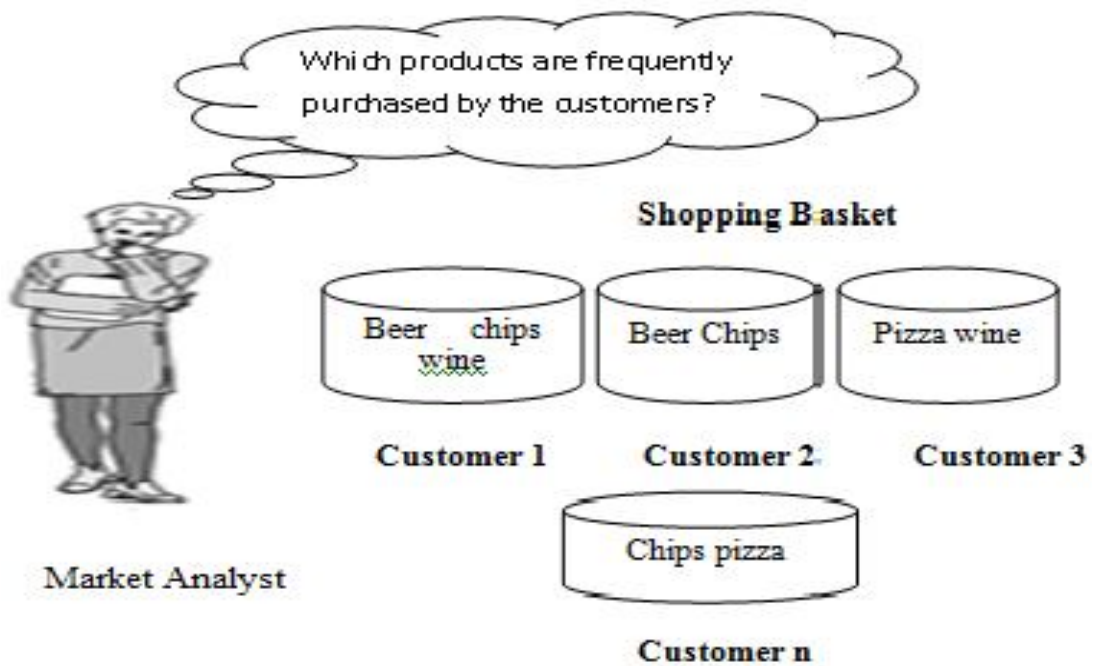 Which products are frequently
purchased by the customers?
Shopping Basket
Beer chips
wine
Beer Chips
Pizza wine
Customer 1
Customer 2
Customer 3
Chips pizza
Market Analyst
Customer n